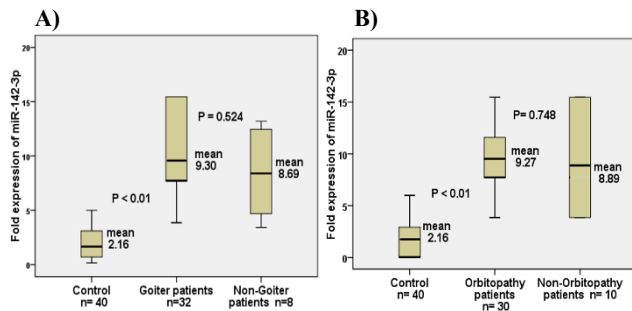 A)
Fold expression of miR-142-3p
20
15
10
5
0
P < 0.01
P = 0.524
mean
2.16
mean
9.30
mean
8.69
Control
n= 40
Goiter patients
n=32
Non-Goiter
patients n=8
B)
Fold expression of miR-142-3p
20
15
10
5
0
P < 0.01
P= 0.748
mean
2.16
mean
9.27
mean
8.89
Control
n= 40
Orbitopathy
patients
n= 30
Non-Orbitopathy
patients n= 10